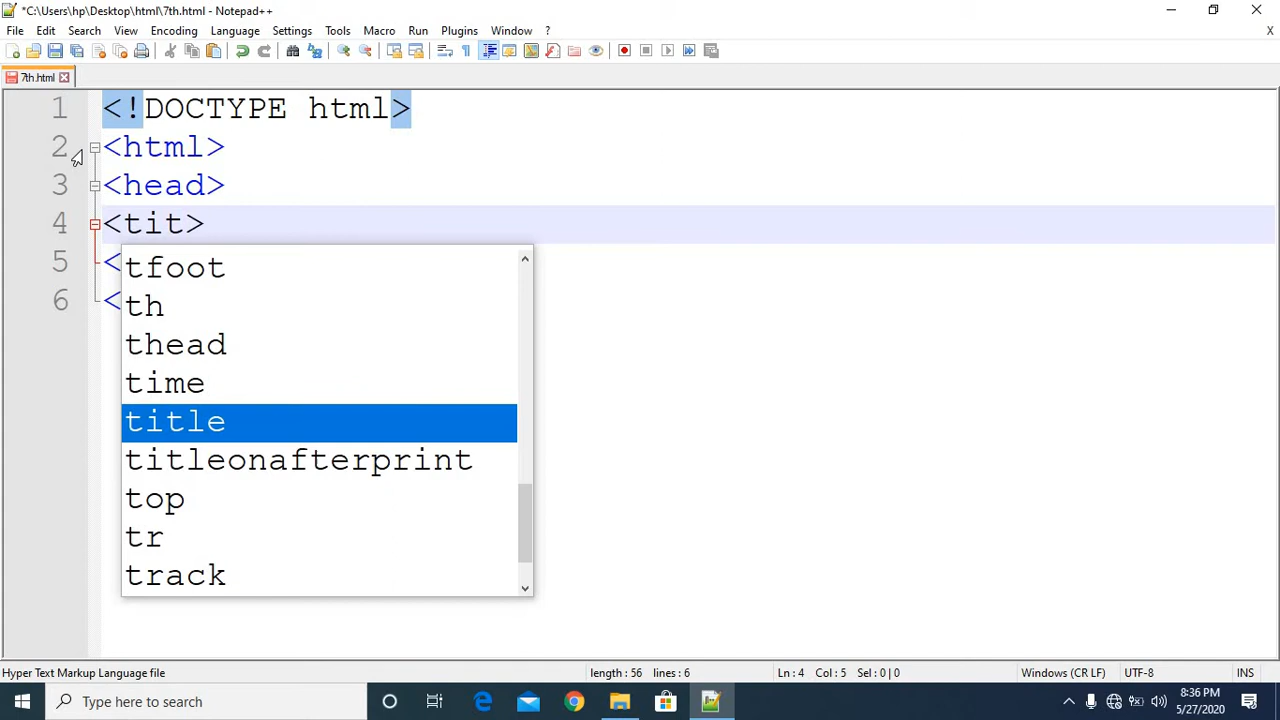 *C:\Users\hp\Desktop\html\7th.html - Notepad++
File Edit Search View Encoding Language Settings Tools Macro Run Plugins Window ? X
7th.html
1 <!DOCTYPE html>
2 <html>
3 <head>
4 <tit>
5 <
6 <
tfoot
th
thead
time
title
titleonafterprint
top
tr
track
Hyper Text Markup Language file length : 56 lines : 6 Ln : 4 Col : 5 Sel : 0 | 0 Windows (CR LF) UTF-8 INS
Type here to search
8:36 PM
5/27/2020